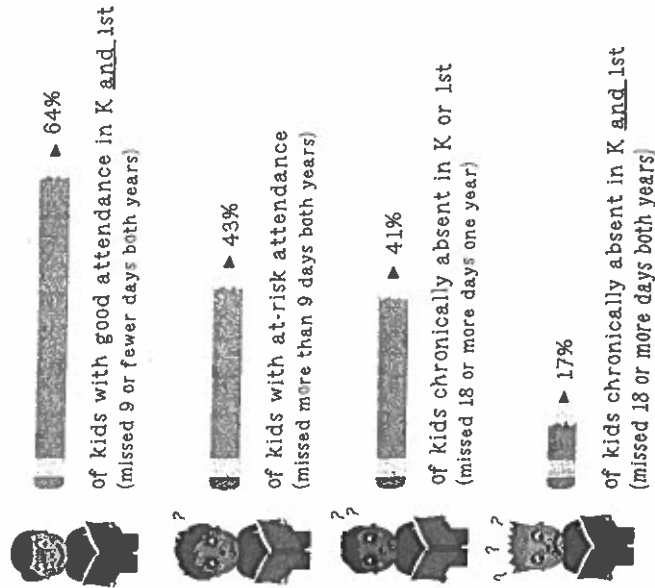 64%
of kids with good attendance in K and 1st
(missed 9 or fewer days both years)
?
43%
of kids with at-risk attendance
(missed more than 9 days both years)
? ?
41%
of kids chronically absent in K or 1st
(missed 18 or more days one year)
? ? ?
17%
of kids chronically absent in K and 1st
(missed 18 or more days both years)